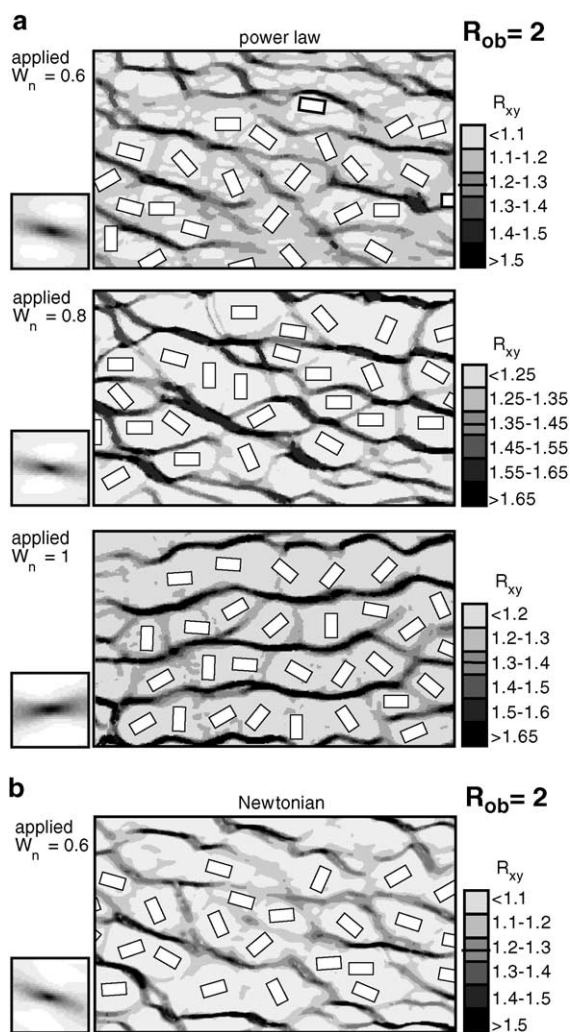 a
power law
R_ob = 2
applied
W_n = 0.6
R_xy
<1.1
1.1-1.2
1.2-1.3
1.3-1.4
1.4-1.5
>1.5
applied
W_n = 0.8
R_xy
<1.25
1.25-1.35
1.35-1.45
1.45-1.55
1.55-1.65
>1.65
applied
W_n = 1
R_xy
<1.2
1.2-1.3
1.3-1.4
1.4-1.5
1.5-1.6
>1.65
b
Newtonian
R_ob = 2
applied
W_n = 0.6
R_xy
<1.1
1.1-1.2
1.2-1.3
1.3-1.4
1.4-1.5
>1.5